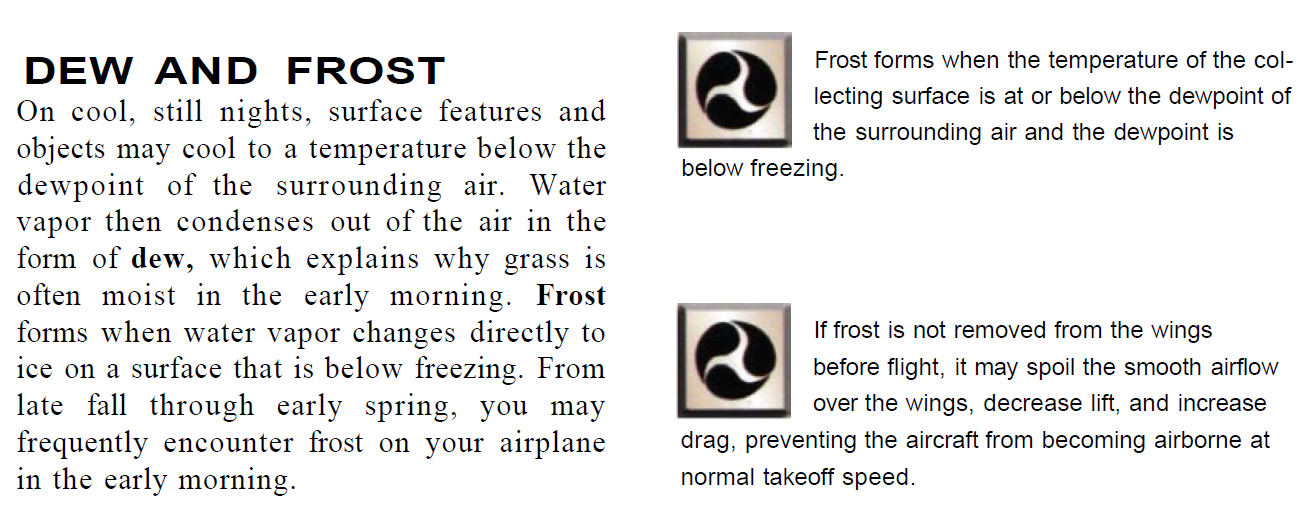 DEW AND FROST
On cool, still nights, surface features and
objects may cool to a temperature below the
dewpoint of the surrounding air. Water
vapor then condenses out of the air in the
form of dew, which explains why grass is
often moist in the early morning. Frost
forms when water vapor changes directly to
ice on a surface that is below freezing. From
late fall through early spring, you may
frequently encounter frost on your airplane
in the early morning.
Frost forms when the temperature of the col-
lecting surface is at or below the dewpoint of
the surrounding air and the dewpoint is
below freezing.
If frost is not removed from the wings
before flight, it may spoil the smooth airflow
over the wings, decrease lift, and increase
drag, preventing the aircraft from becoming airborne at
normal takeoff speed.